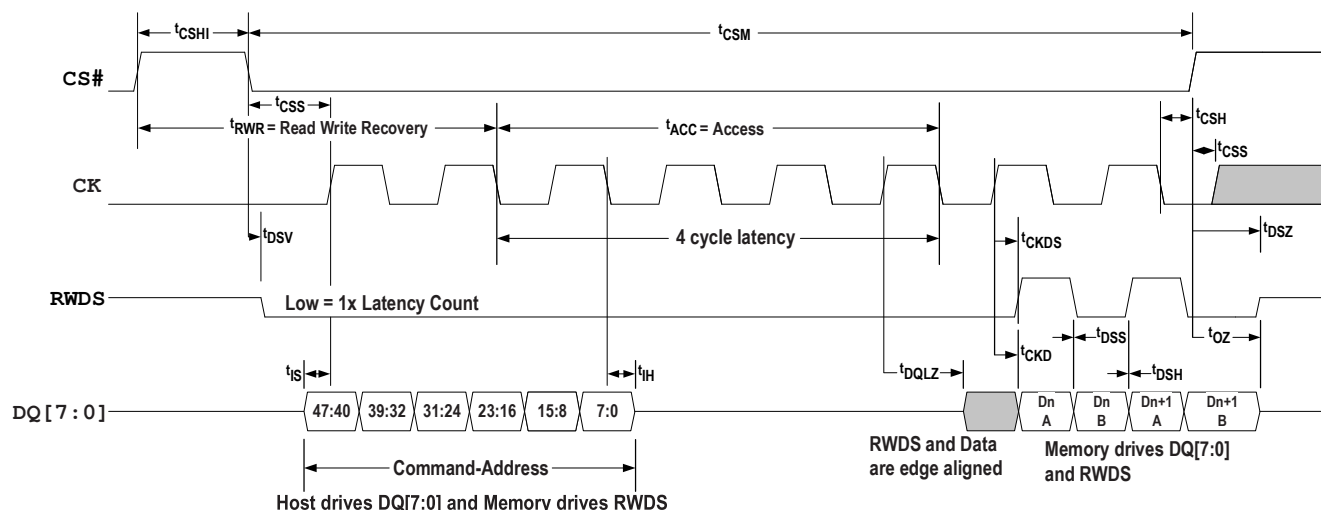 tCSHI
tCSM
CS#
tCSS
tRWR = Read Write Recovery
tACC = Access
tCSH
tCSS
CK
tDSV
4 cycle latency
tCKDS
tDSZ
RWDS
Low = 1x Latency Count
tIS
tIH
tDQLZ
tCKD
tDSS
tOZ
tDSH
DQ[7:0]
47:40 39:32 31:24 23:16 15:8 7:0
Dn Dn Dn+1 Dn+1
A B A B
Command-Address
RWDS and Data
are edge aligned
Memory drives DQ[7:0]
and RWDS
Host drives DQ[7:0] and Memory drives RWDS